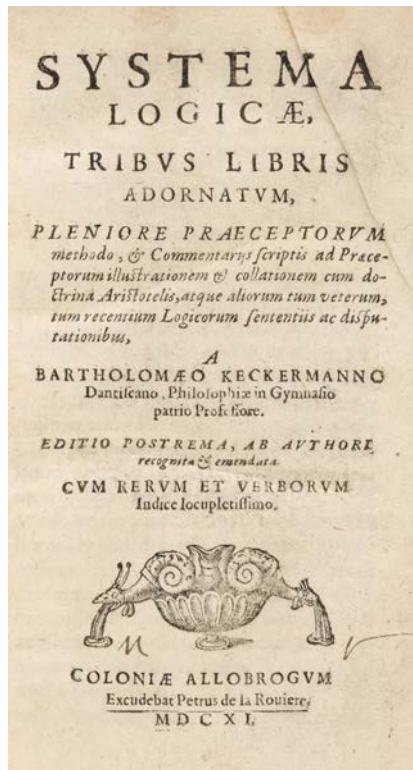 SYSTEMA
LOGICÆ,
TRIBVS LIBRIS
ADORNATVM,
PLENIORE PRAECEPTORVM
methodo, & Commentarijs scriptis ad Præce-
ptorum illustrationem & collationem cum do-
ctrina Aristotelis, atque aliorum tum veterum,
tum recentium Logicorum sententiis ac dispu-
tationibus,
A
BARTHOLOMÆO KECKERMANNO
Dantiscano, Philosophiæ in Gymnasio
patrio Professore.
EDITIO POSTREMA, AB AVTHORE
recognita & emendata
CVM RERVM ET VERBORVM
Indice locupletissimo.
COLONIÆ ALLOBROGVM
Excudebat Petrus de la Rouiere,
MDCXI.